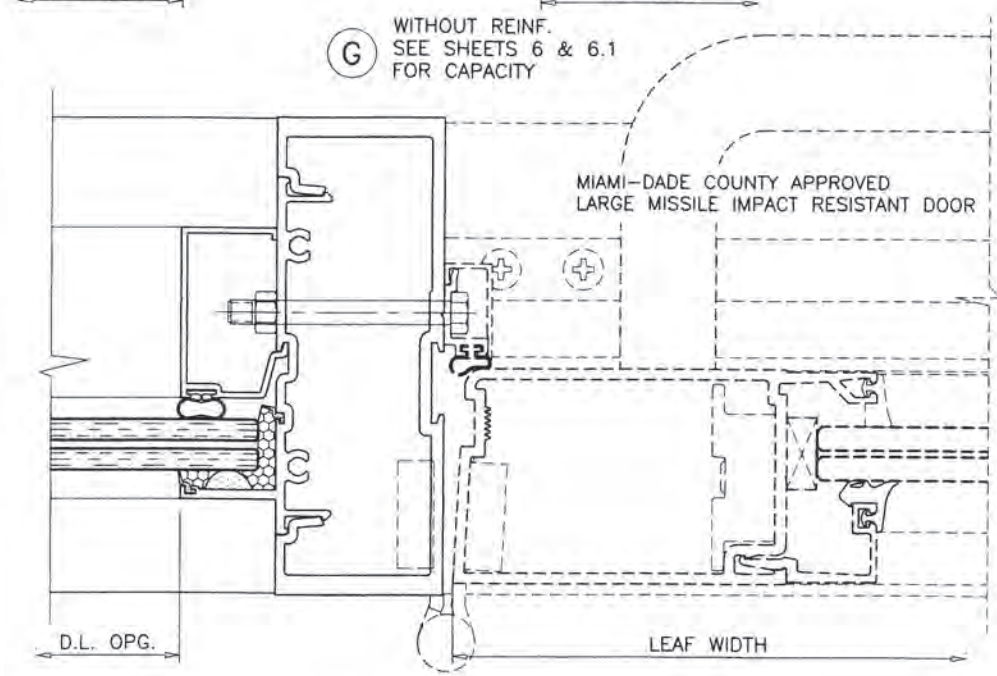 G
WITHOUT REINF.
SEE SHEETS 6 & 6.1
FOR CAPACITY
MIAMI-DADE COUNTY APPROVED
LARGE MISSILE IMPACT RESISTANT DOOR
D.L. OPG.
LEAF WIDTH